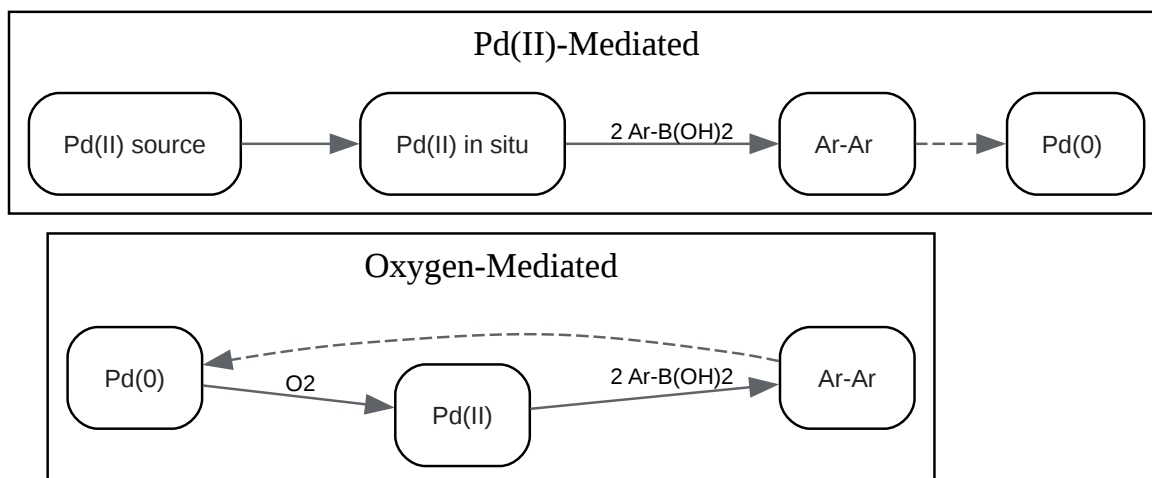 Pd(II)-Mediated
Pd(II) source
Pd(II) in situ
2 Ar-B(OH)2
Ar-Ar
Pd(0)
Oxygen-Mediated
Pd(0)
O2
Pd(II)
2 Ar-B(OH)2
Ar-Ar